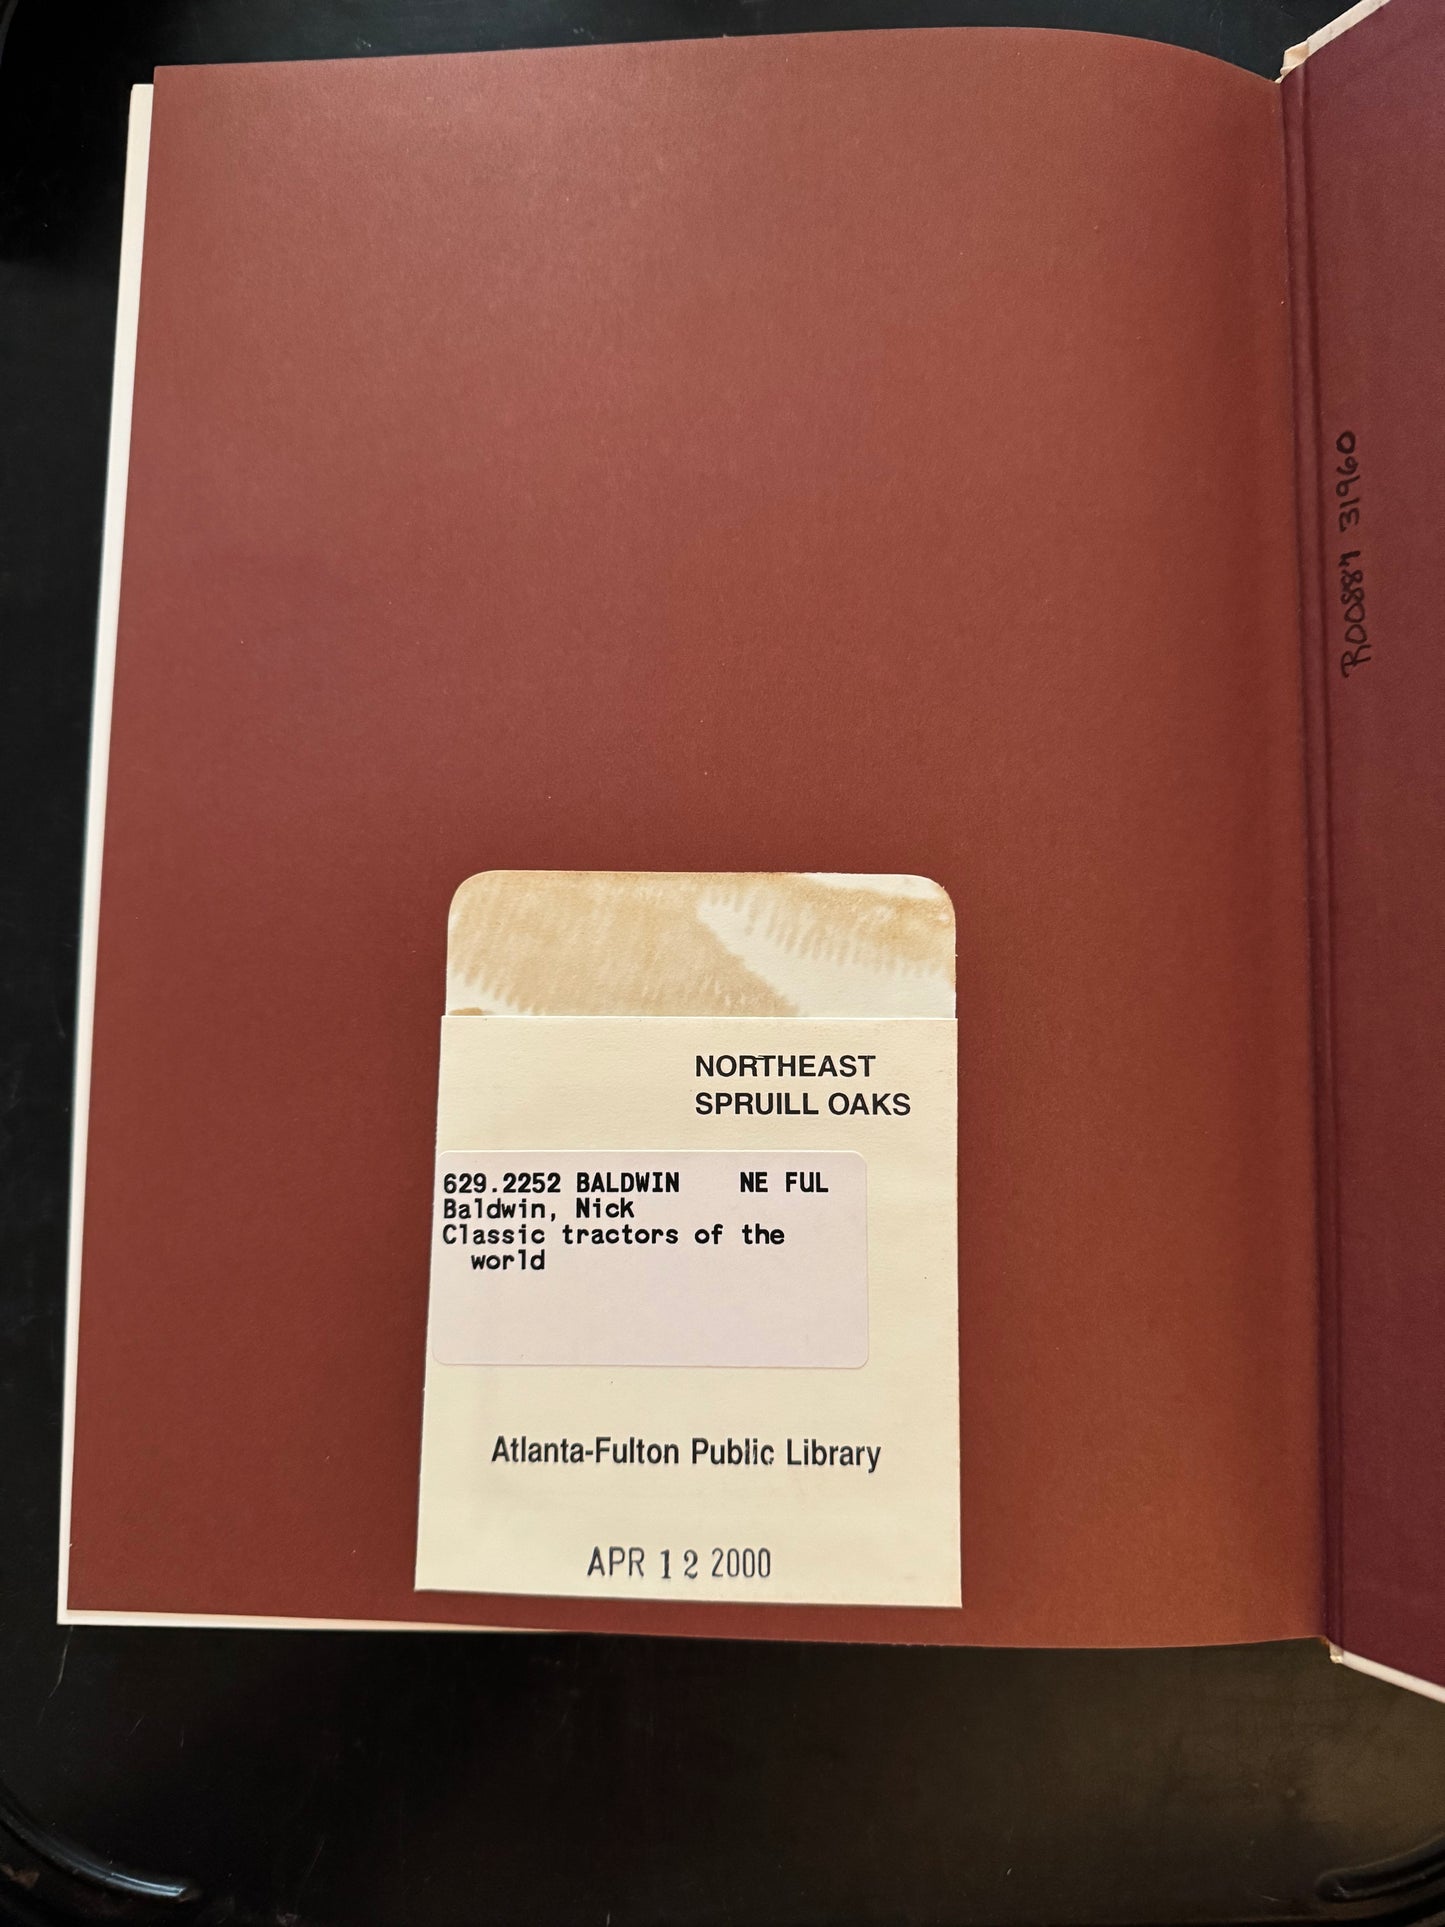 NORTHEAST
SPRUILL OAKS
629.2252 BALDWIN    NE FUL
Baldwin, Nick
Classic tractors of the
  world
Atlanta-Fulton Public Library
APR 12 2000
R00884 31960